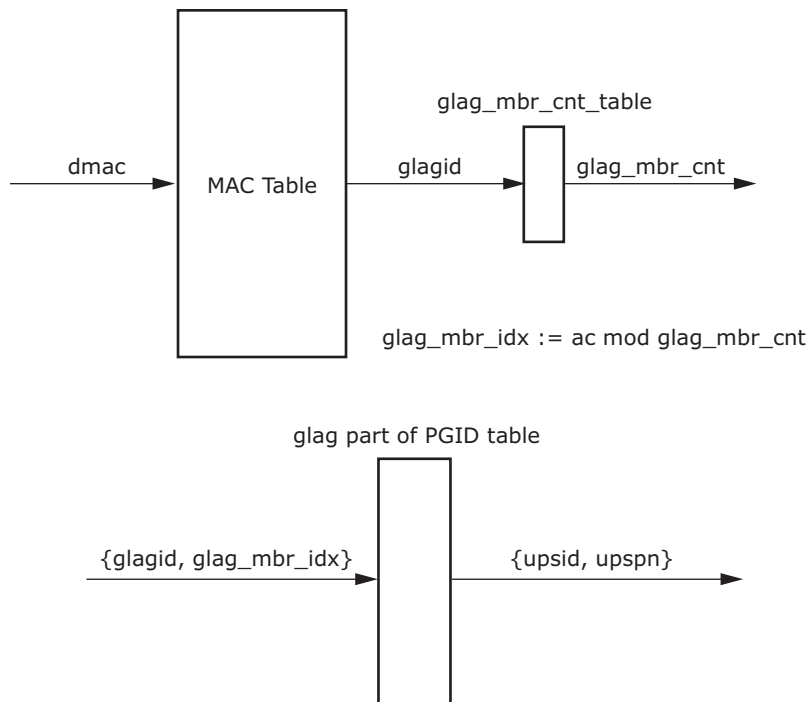 glag_mbr_cnt_table
dmac
MAC Table
glagid
glag_mbr_cnt
glag_mbr_idx := ac mod glag_mbr_cnt
glag part of PGID table
{glagid, glag_mbr_idx}
{upsid, upspn}